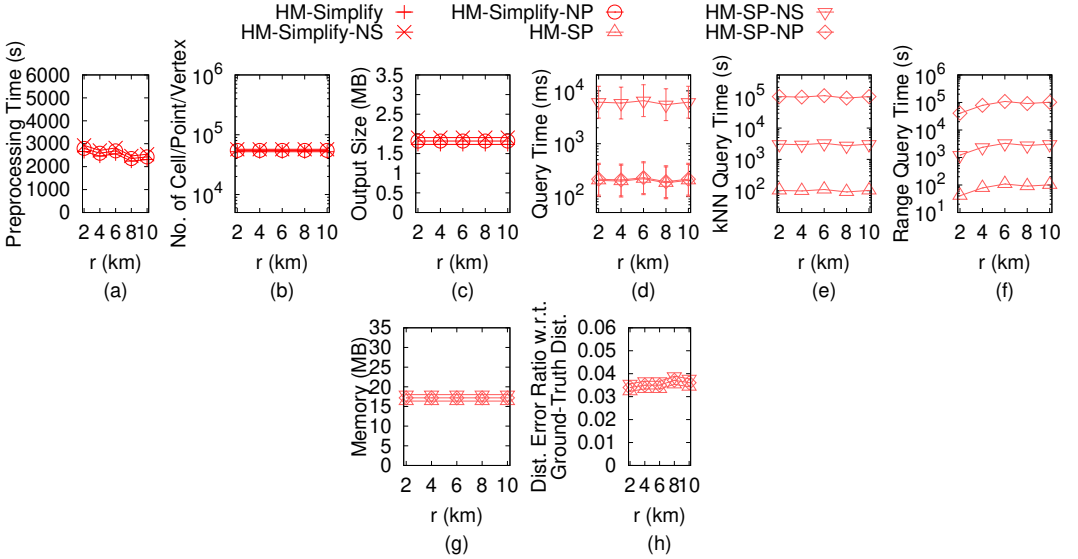 HM-Simplify
HM-Simplify-NS
HM-Simplify-NP
HM-SP
HM-SP-NS
HM-SP-NP
Preprocessing Time (s)
6000
5000
4000
3000
2000
1000
0
2 4 6 8 10
r (km)
(a)
No. of Cell/Point/Vertex
10^6
10^5
10^4
2 4 6 8 10
r (km)
(b)
Output Size (MB)
3.5
3
2.5
2
1.5
1
0.5
0
2 4 6 8 10
r (km)
(c)
Query Time (ms)
10^4
10^2
2 4 6 8 10
r (km)
(d)
kNN Query Time (s)
10^5
10^4
10^3
10^2
2 4 6 8 10
r (km)
(e)
Range Query Time (s)
10^6
10^5
10^4
10^3
10^2
10^1
2 4 6 8 10
r (km)
(f)
Memory (MB)
35
30
25
20
15
10
5
0
2 4 6 8 10
r (km)
(g)
Dist. Error Ratio w.r.t.
Ground-Truth Dist.
0.06
0.05
0.04
0.03
0.02
0.01
0
2 4 6 8 10
r (km)
(h)